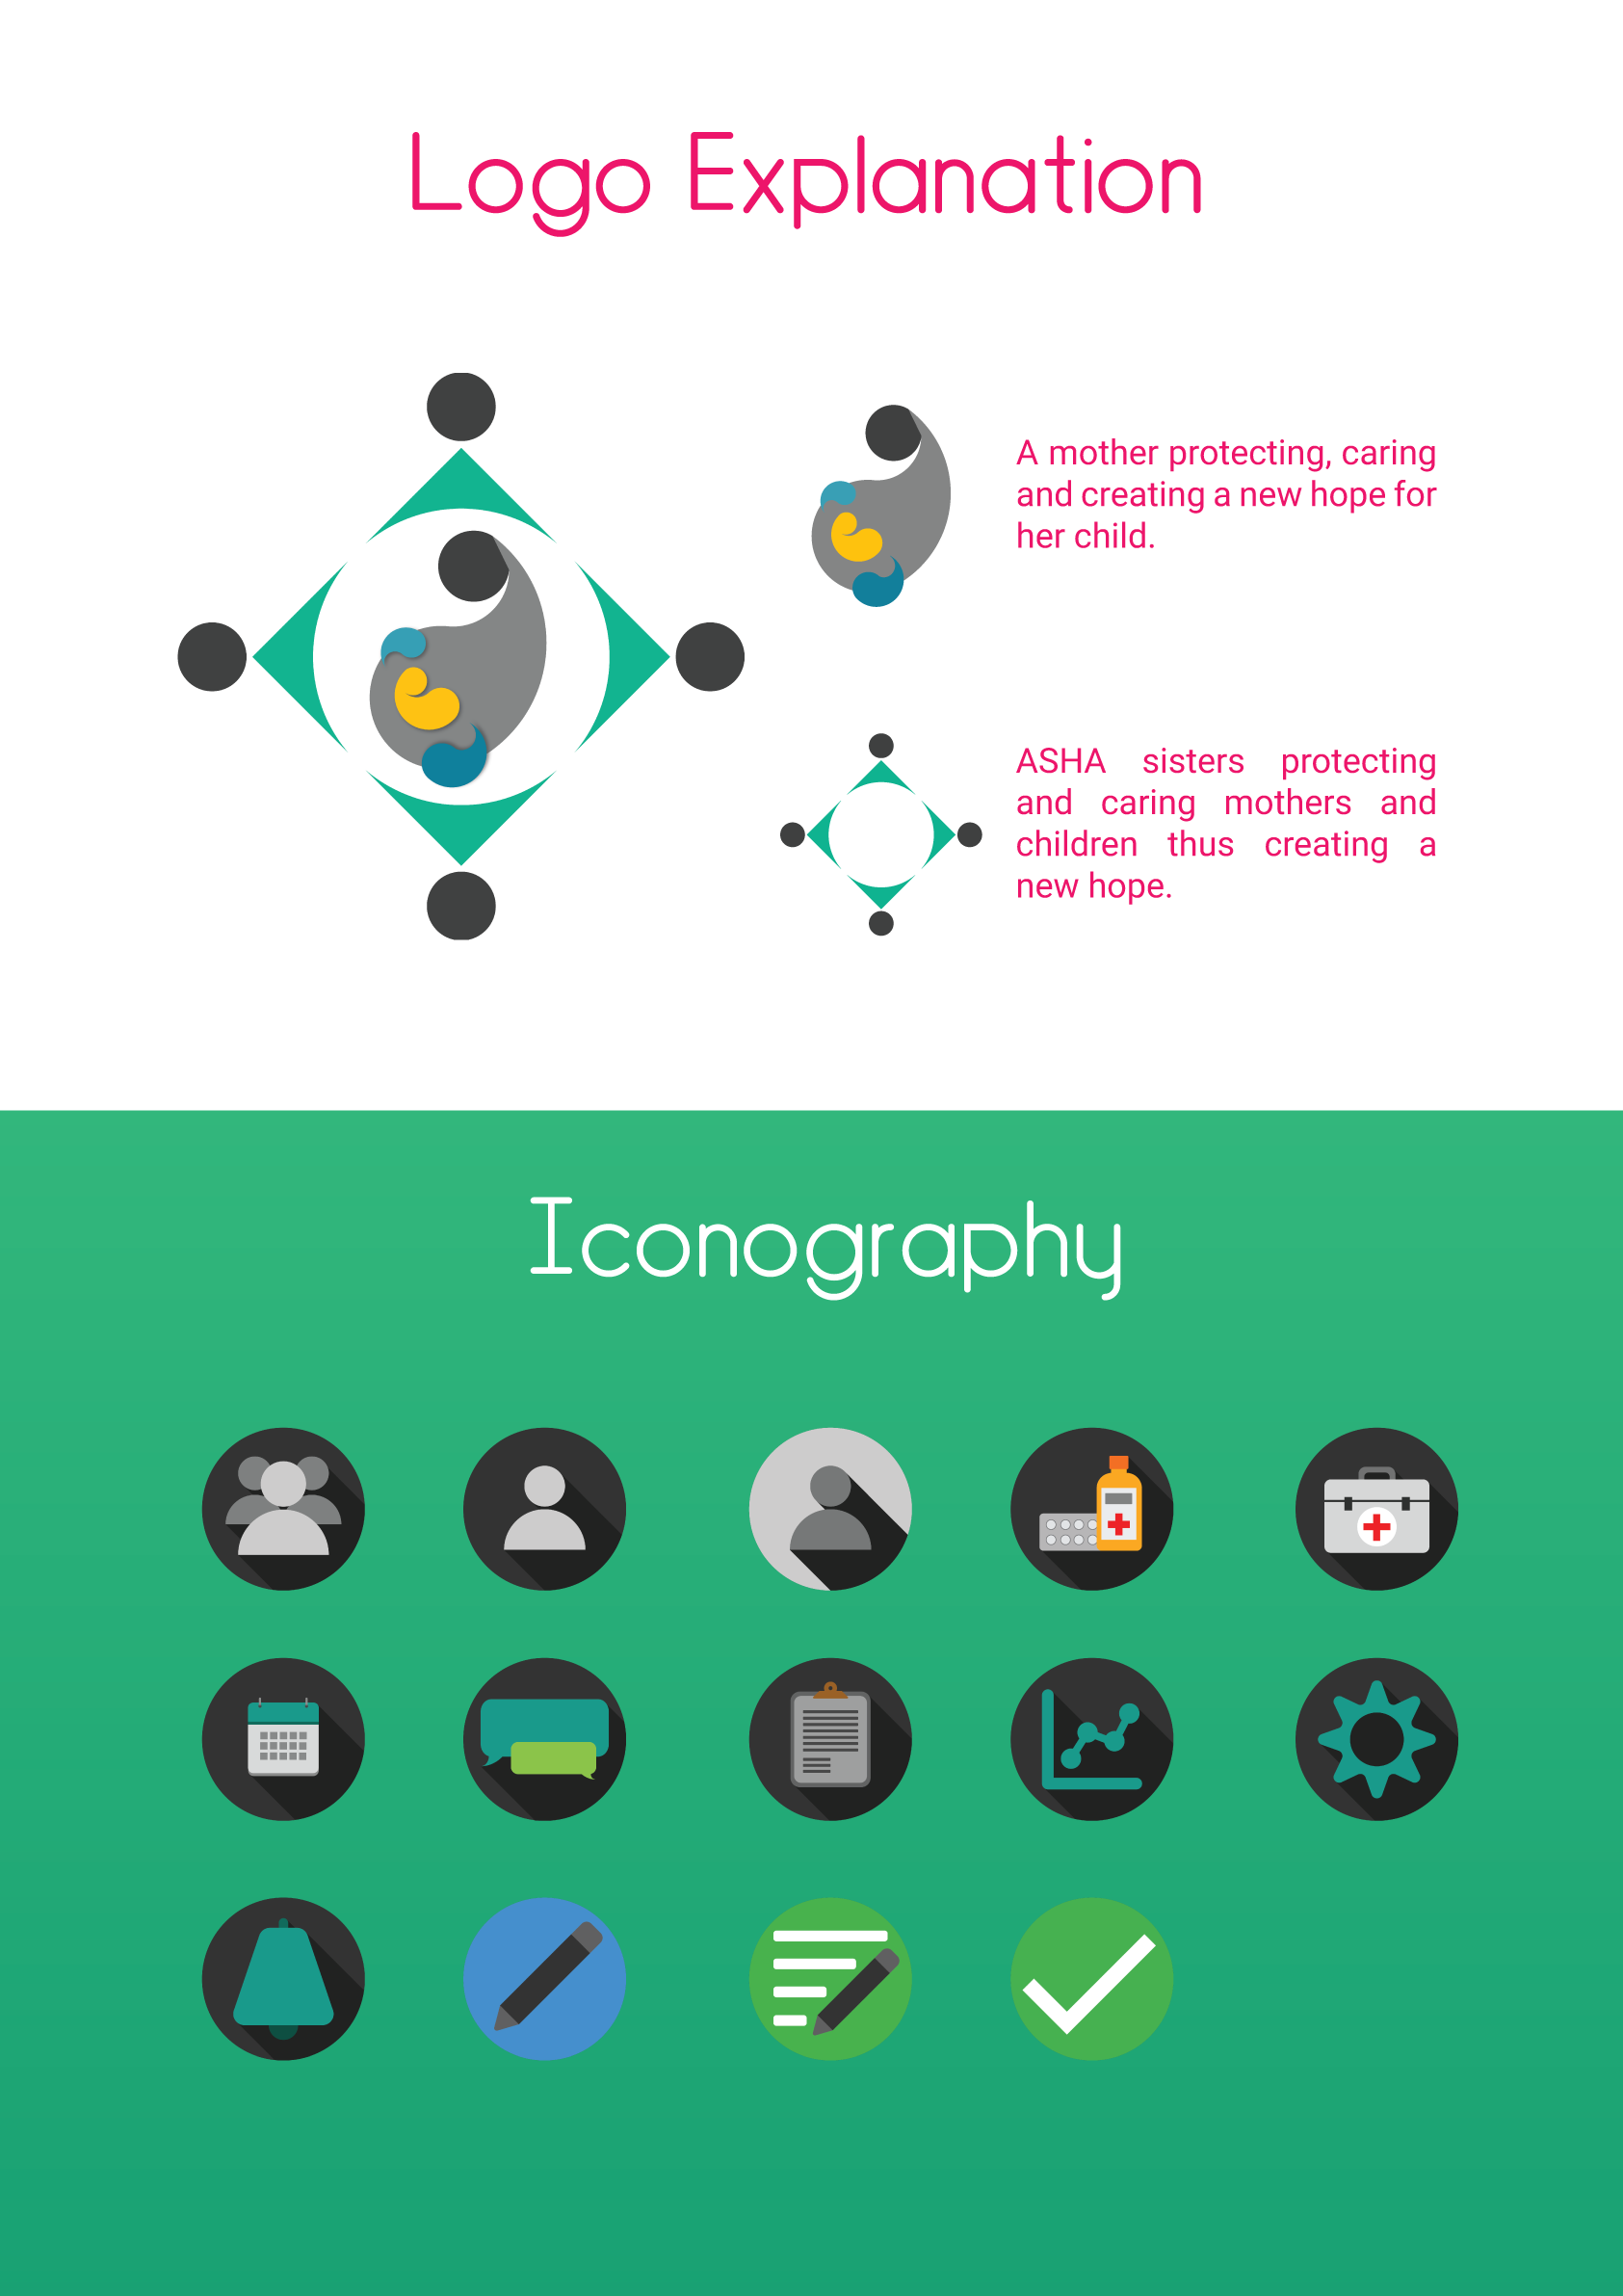 Logo Explanation
A mother protecting, caring
and creating a new hope for
her child.
ASHA sisters protecting
and caring mothers and
children thus creating a
new hope.
Iconography